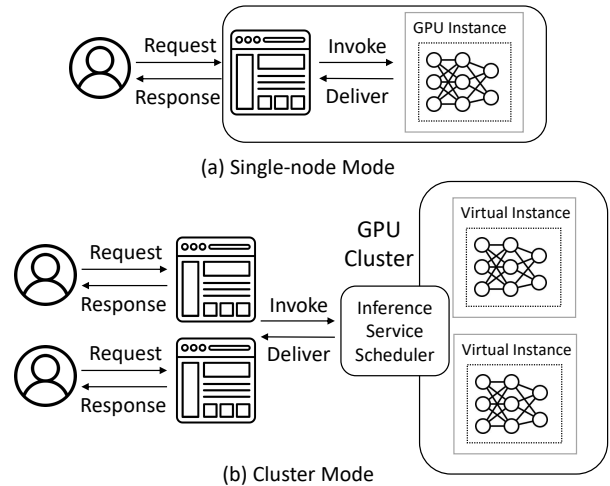 Request
Response
Invoke
Deliver
GPU Instance
(a) Single-node Mode
Request
Response
Request
Response
Invoke
Deliver
GPU
Cluster
Inference
Service
Scheduler
Virtual Instance
Virtual Instance
(b) Cluster Mode